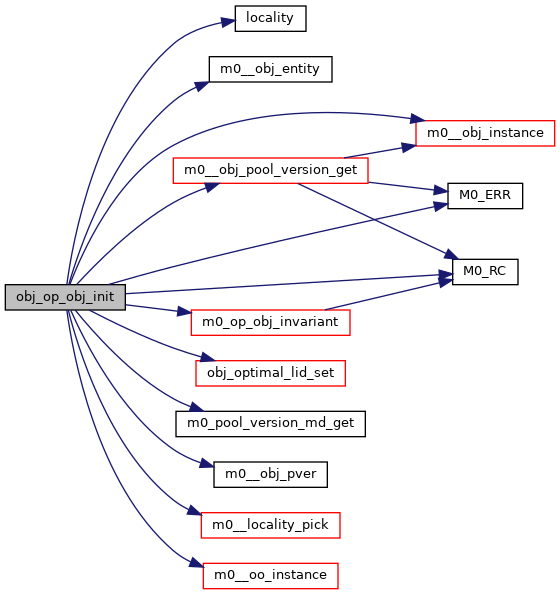 locality
m0__obj_entity
m0__obj_instance
m0__obj_pool_version_get
M0_ERR
M0_RC
obj_op_obj_init
m0_op_obj_invariant
obj_optimal_lid_set
m0_pool_version_md_get
m0__obj_pver
m0__locality_pick
m0__oo_instance